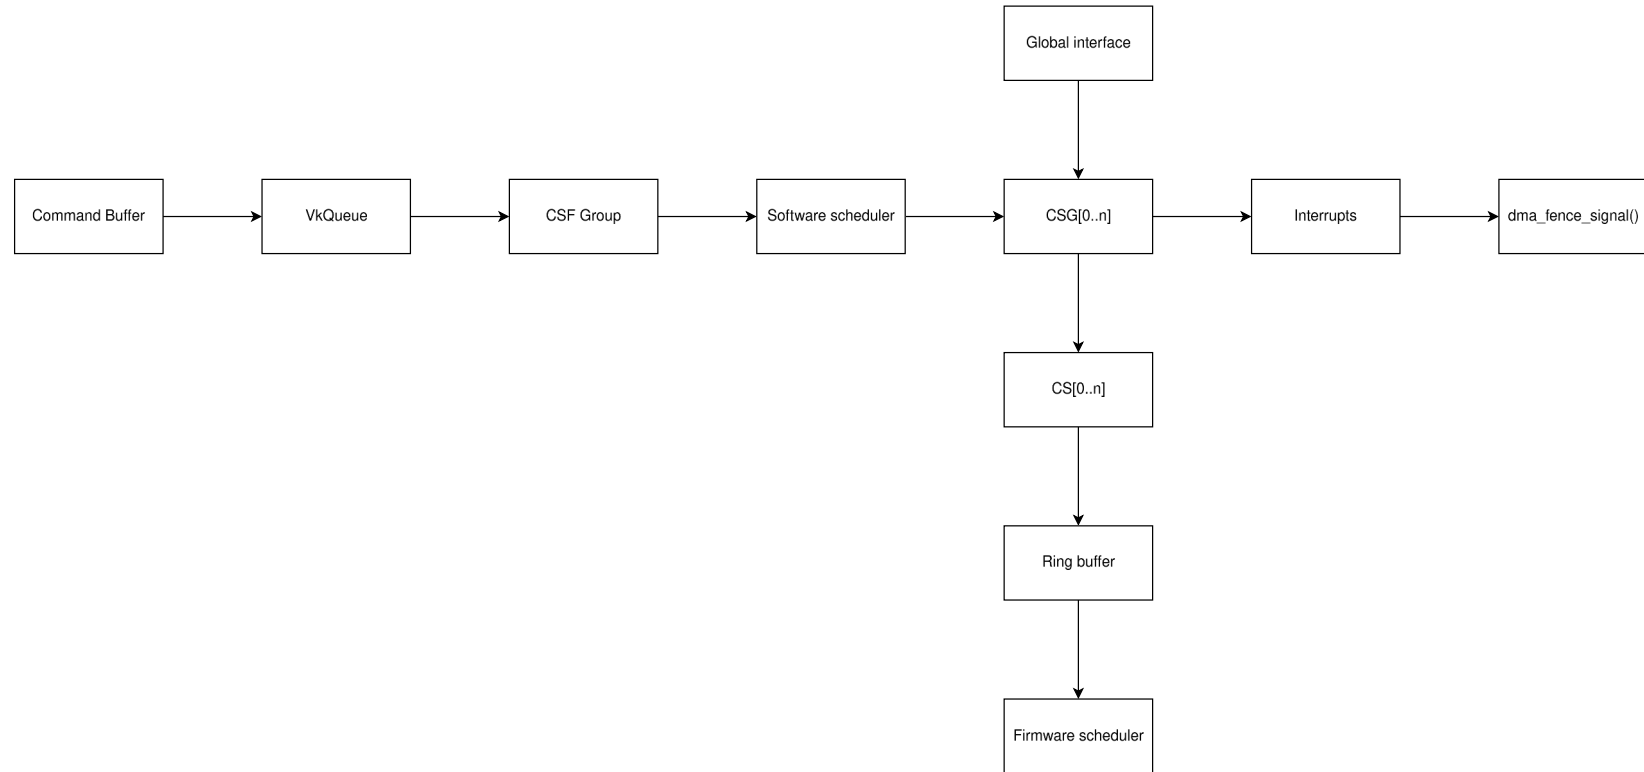 Global interface
Command Buffer
VkQueue
CSF Group
Software scheduler
CSG[0..n]
Interrupts
dma_fence_signal()
CS[0..n]
Ring buffer
Firmware scheduler